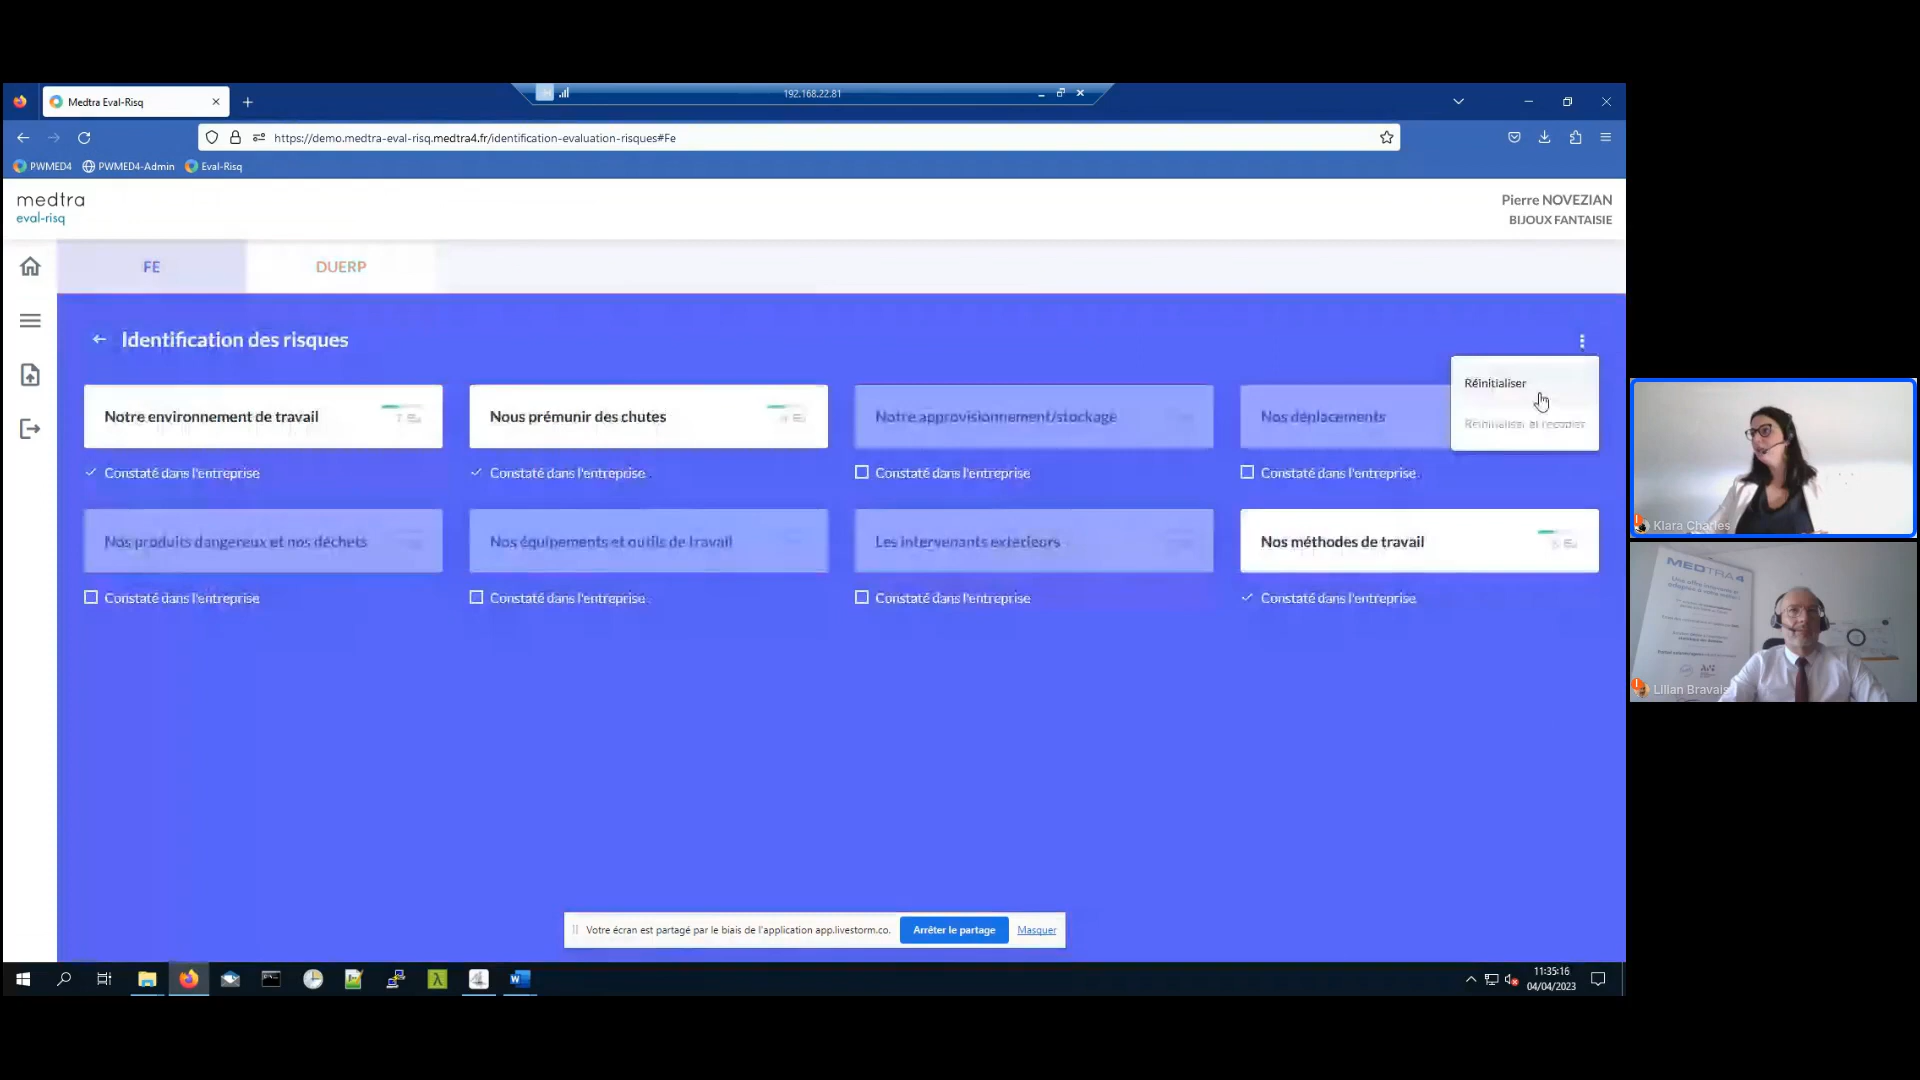 Medtra Eval-Risq
192.168.22.81
https://demo.medtra-eval-risq.medtra4.fr/identification-evaluation-risques#Fe
PWMED4 PWMED4-Admin Eval-Risq
medtra
eval-risq
Pierre NOVEZIAN
BIJOUX FANTAISIE
FE DUERP
Identification des risques
Réinitialiser
Réinitialiser et recopier
Notre environnement de travail 7
Nous prémunir des chutes
Notre approvisionnement/stockage
Nos déplacements
Constaté dans l'entreprise
Constaté dans l'entreprise
Constaté dans l'entreprise
Constaté dans l'entreprise
Nos produits dangereux et nos déchets
Nos équipements et outils de travail
Les intervenants extérieurs
Nos méthodes de travail
Constaté dans l'entreprise
Constaté dans l'entreprise
Constaté dans l'entreprise
Constaté dans l'entreprise
Votre écran est partagé par le biais de l'application app.livestorm.co. Arrêter le partage Masquer
11:35:16
04/04/2023
Klara Charles
MEDTRA4
Lilian Bravais